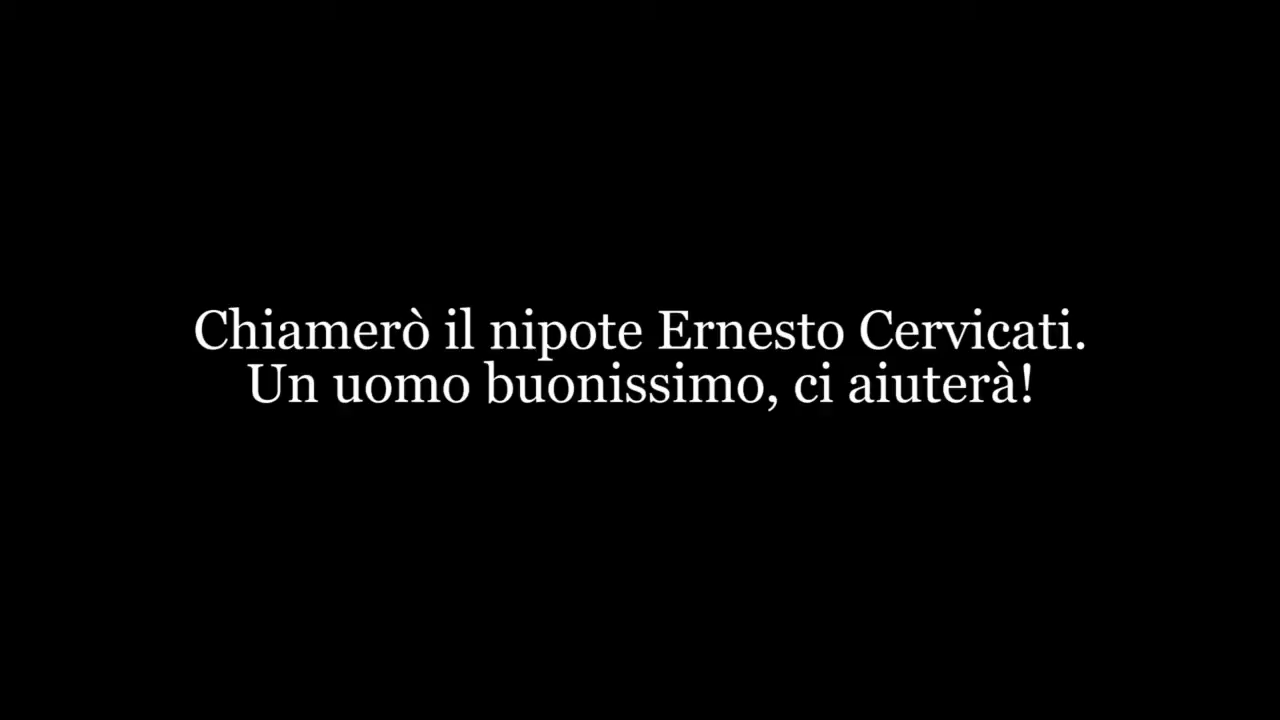 Chiamerò il nipote Ernesto Cervicati.
Un uomo buonissimo, ci aiuterà!